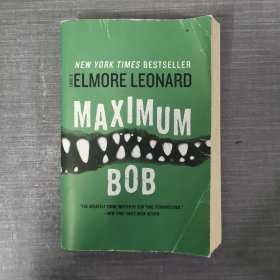 NEW YORK TIMES BESTSELLER
ELMORE LEONARD
MAXIMUM
BOB
"THE GREATEST CRIME WRITER OF OUR TIME, PERHAPS EVER."
—NEW YORK TIMES BOOK REVIEW